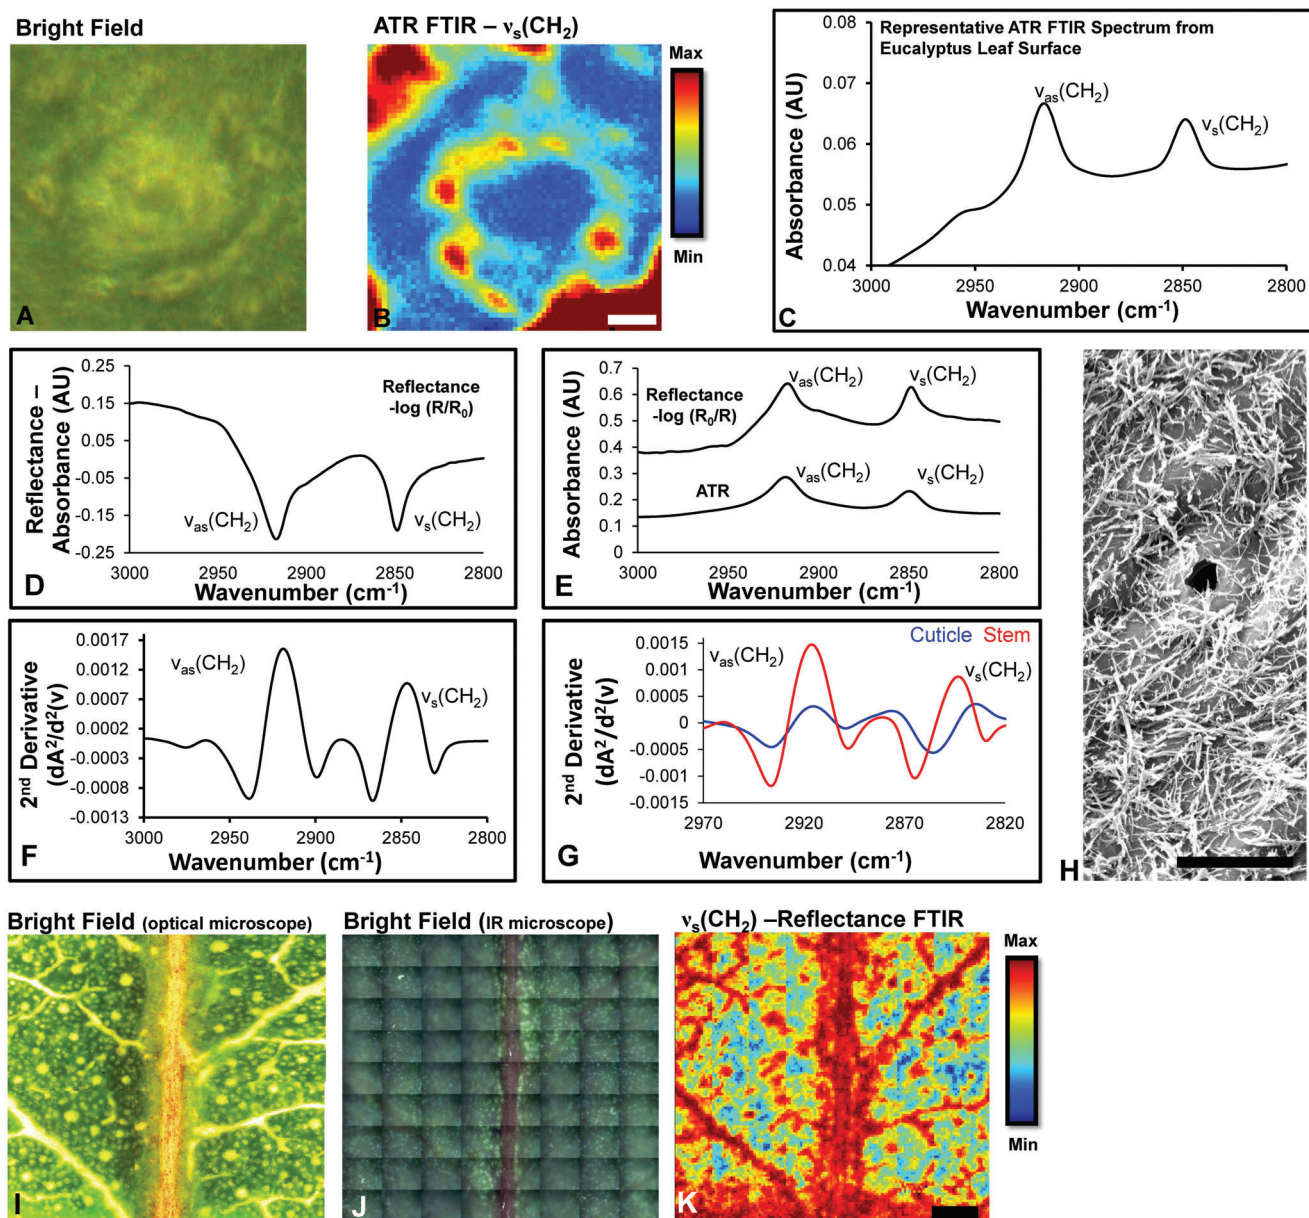 Bright Field
A
ATR FTIR – νs(CH2)
Max
Min
B
Representative ATR FTIR Spectrum from
Eucalyptus Leaf Surface
Absorbance (AU)
0.08
0.07
0.06
0.05
0.04
νas(CH2)
νs(CH2)
3000 2950 2900 2850 2800
Wavenumber (cm-1)
C
Reflectance –
Absorbance (AU)
0.25
0.15
0.05
-0.05
-0.15
-0.25
Reflectance
-log (R/R0)
νas(CH2)
νs(CH2)
3000 2950 2900 2850 2800
Wavenumber (cm-1)
D
Absorbance (AU)
0.7
0.6
0.5
0.4
0.3
0.2
0.1
0
νas(CH2)
νs(CH2)
Reflectance
-log (R0/R)
νas(CH2)
νs(CH2)
ATR
3000 2950 2900 2850 2800
Wavenumber (cm-1)
E
2nd Derivative
(dA2/d2(v)
0.0017
0.0012
0.0007
0.0002
-0.0003
-0.0008
-0.0013
νas(CH2)
νs(CH2)
3000 2950 2900 2850 2800
Wavenumber (cm-1)
F
Cuticle Stem
2nd Derivative
(dA2/d2(v)
0.0015
0.001
0.0005
0
-0.0005
-0.001
-0.0015
νas(CH2)
νs(CH2)
2970 2920 2870 2820
Wavenumber (cm-1)
G
H
Bright Field (optical microscope)
I
Bright Field (IR microscope)
J
νs(CH2) –Reflectance FTIR
Max
Min
K